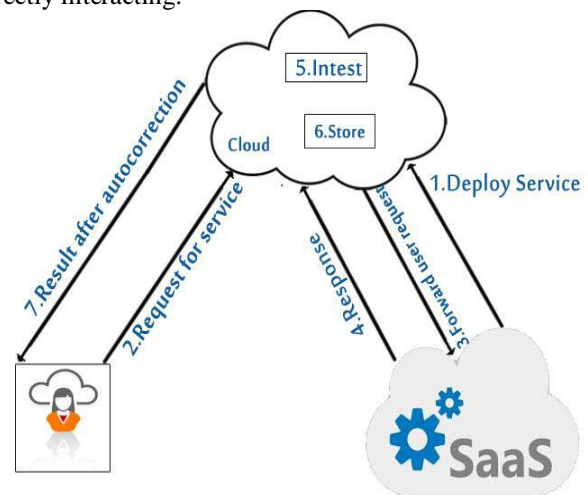 rectly interacting.
5.Intest
6.Store
Cloud
1.Deploy Service
7.Result after autocorrection
2.Request for service
4.Response
3.Forward user request
SaaS